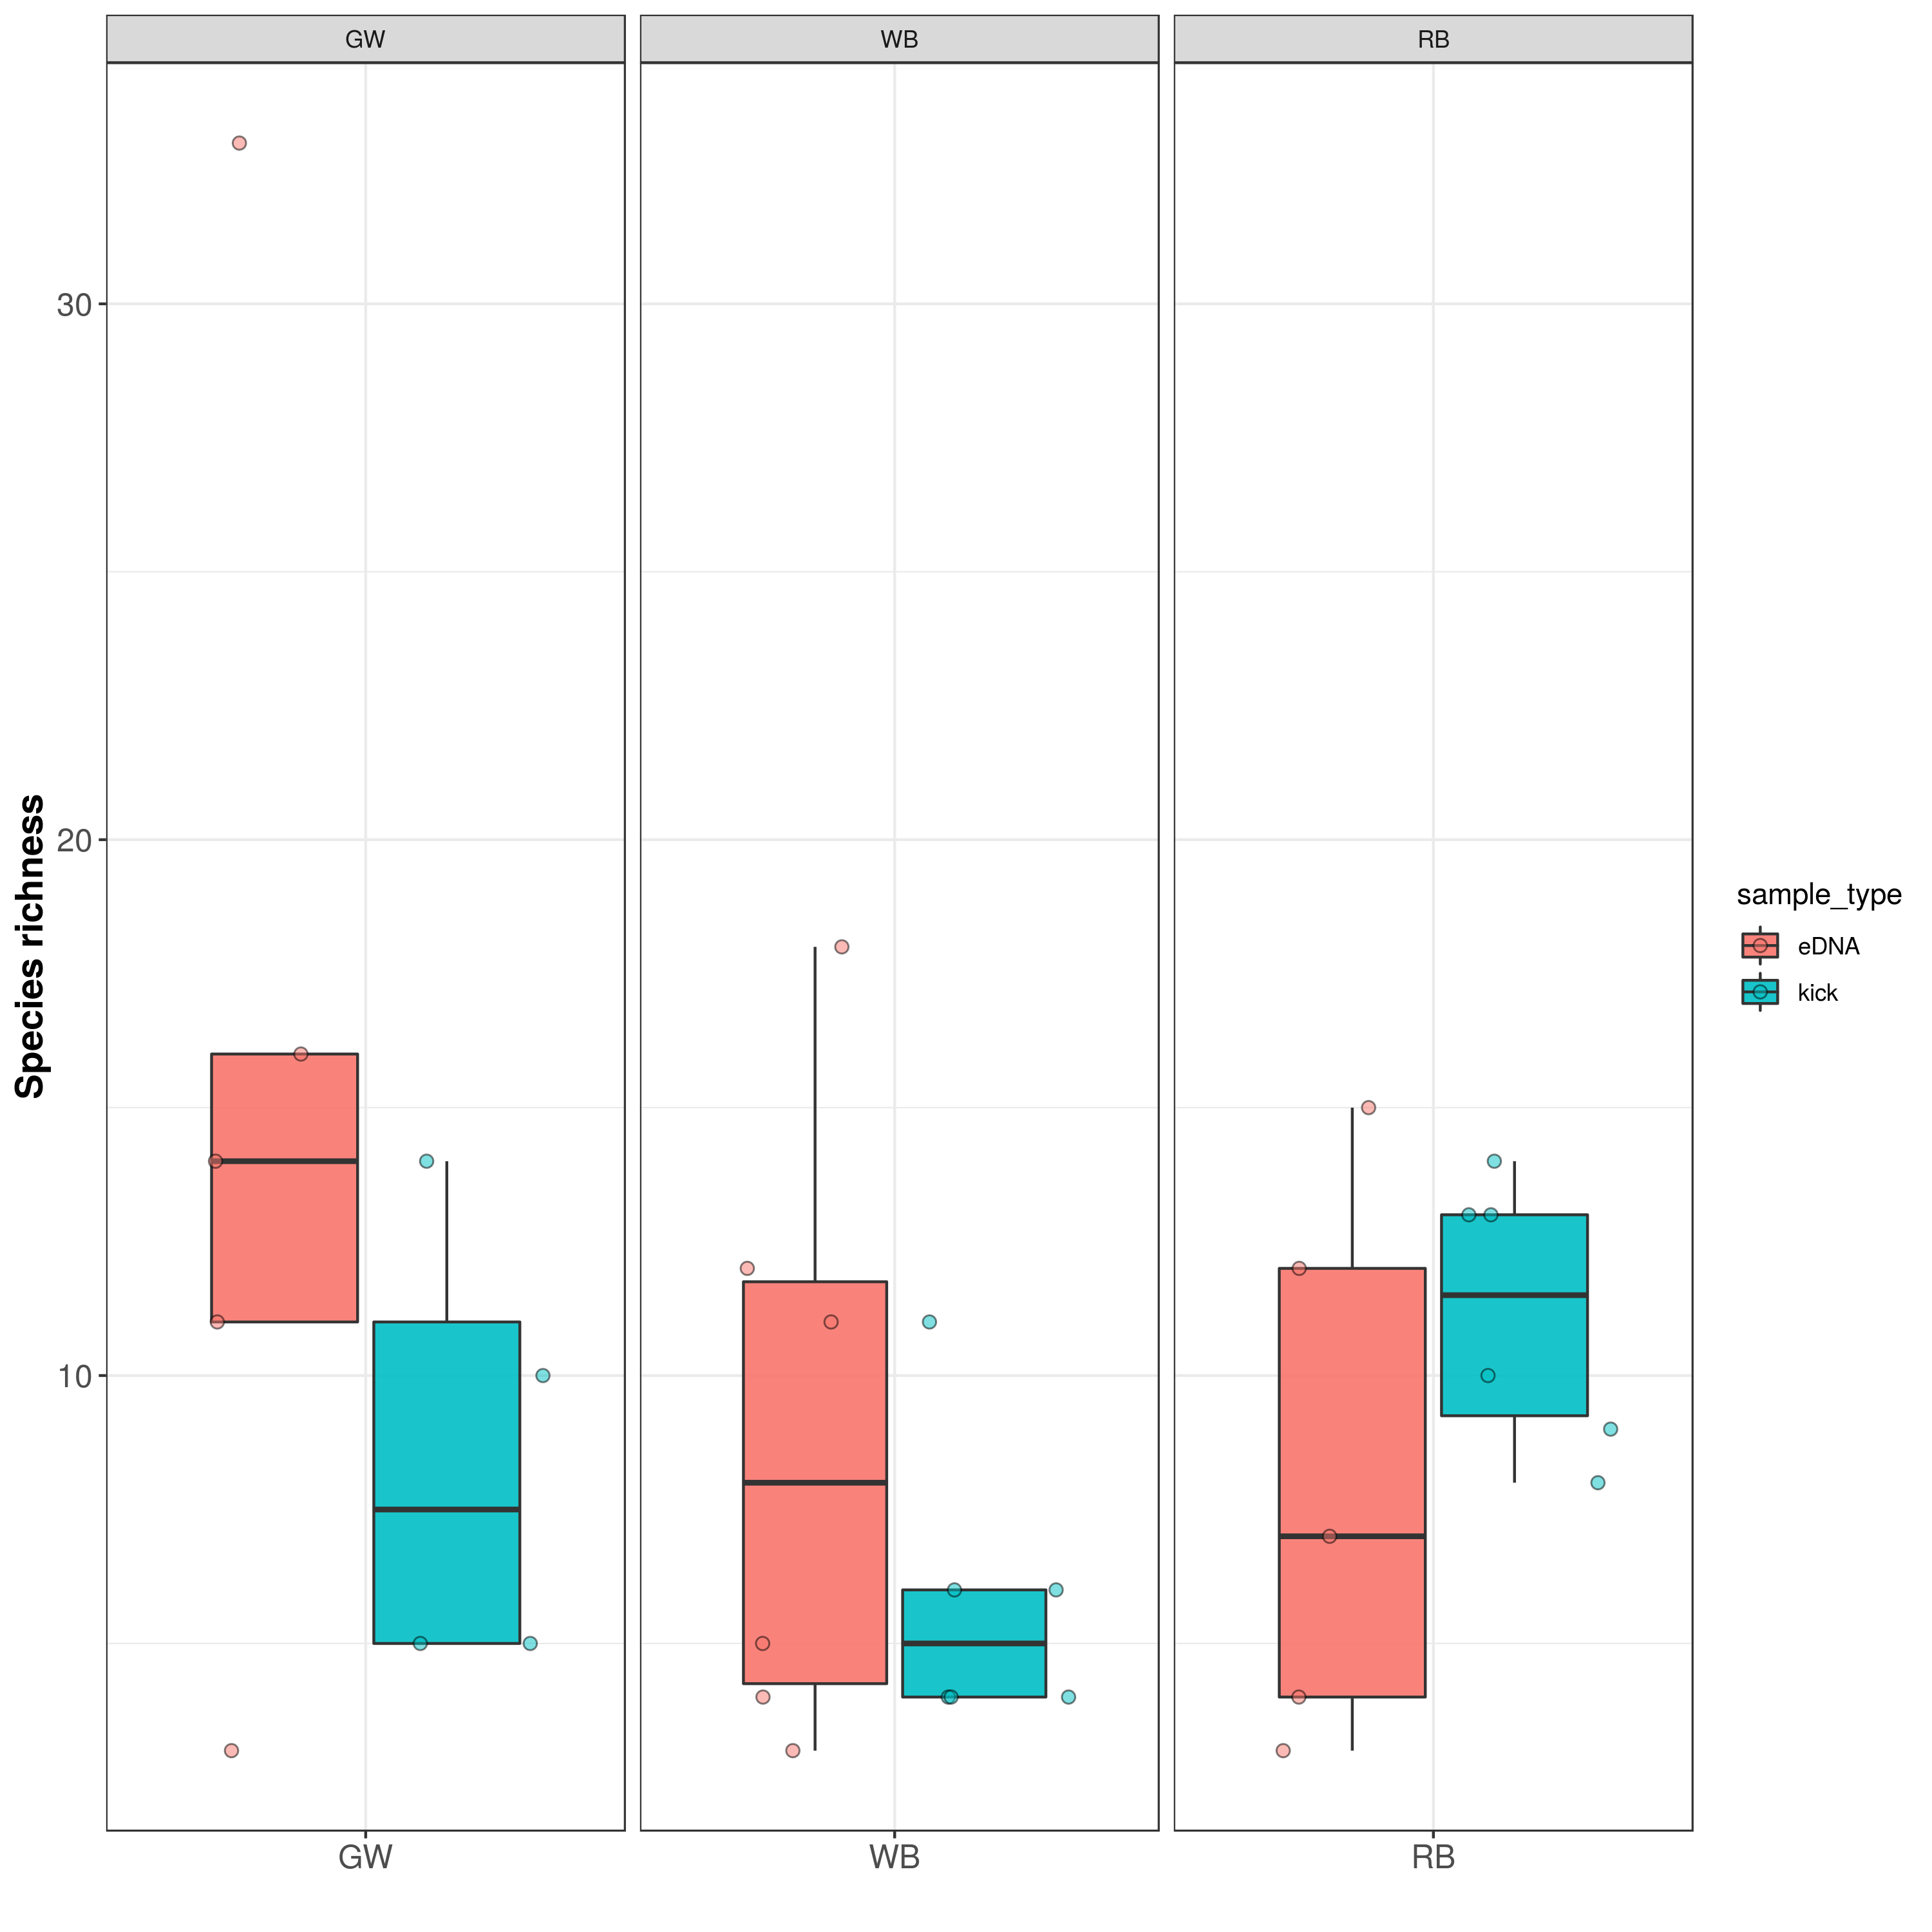 GW WB RB
30
20
10
Species richness
GW WB RB
sample_type
eDNA
kick